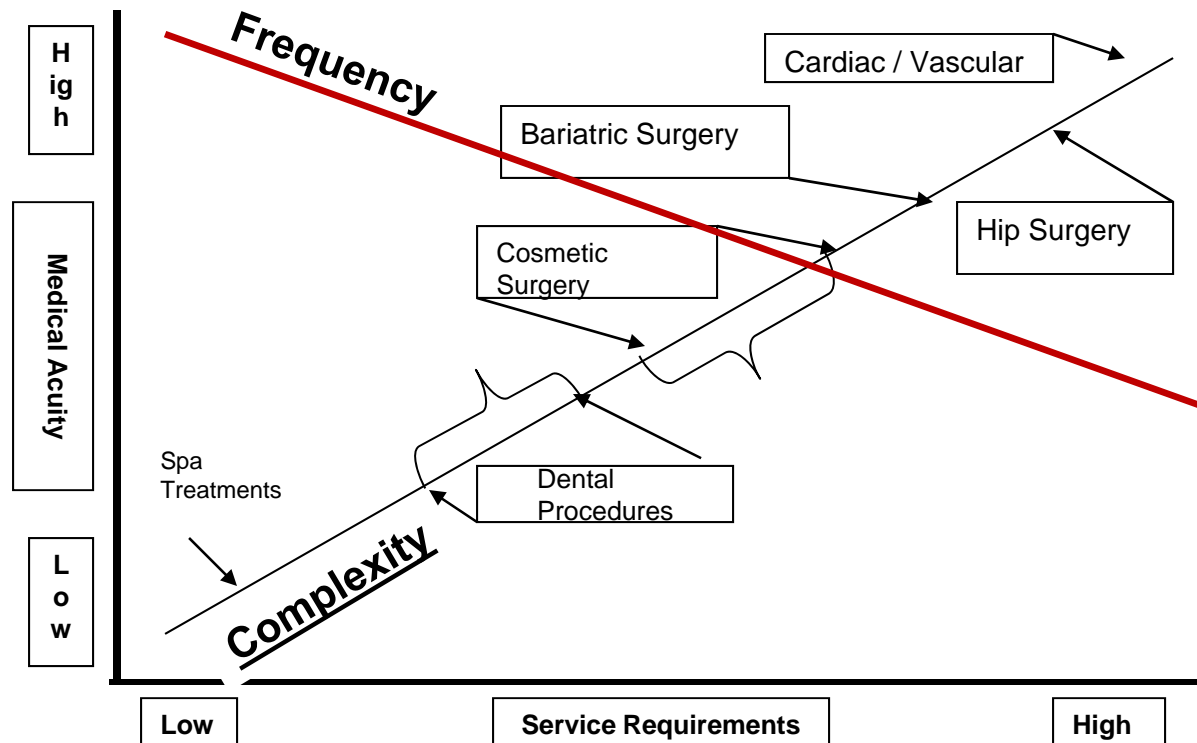 H
ig
h
Frequency
Cardiac / Vascular
Bariatric Surgery
Hip Surgery
Cosmetic
Surgery
Medical Acuity
Spa
Treatments
Dental
Procedures
Complexity
L
o
w
Low
Service Requirements
High